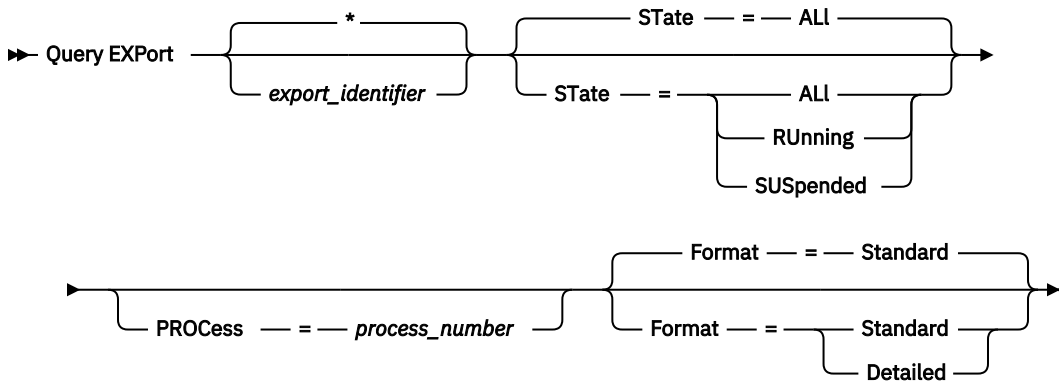 * STate = ALl
Query EXPort
export_identifier STate = ALl
RUnning
SUSpended
Format = Standard
PROCess = process_number Format = Standard
Detailed